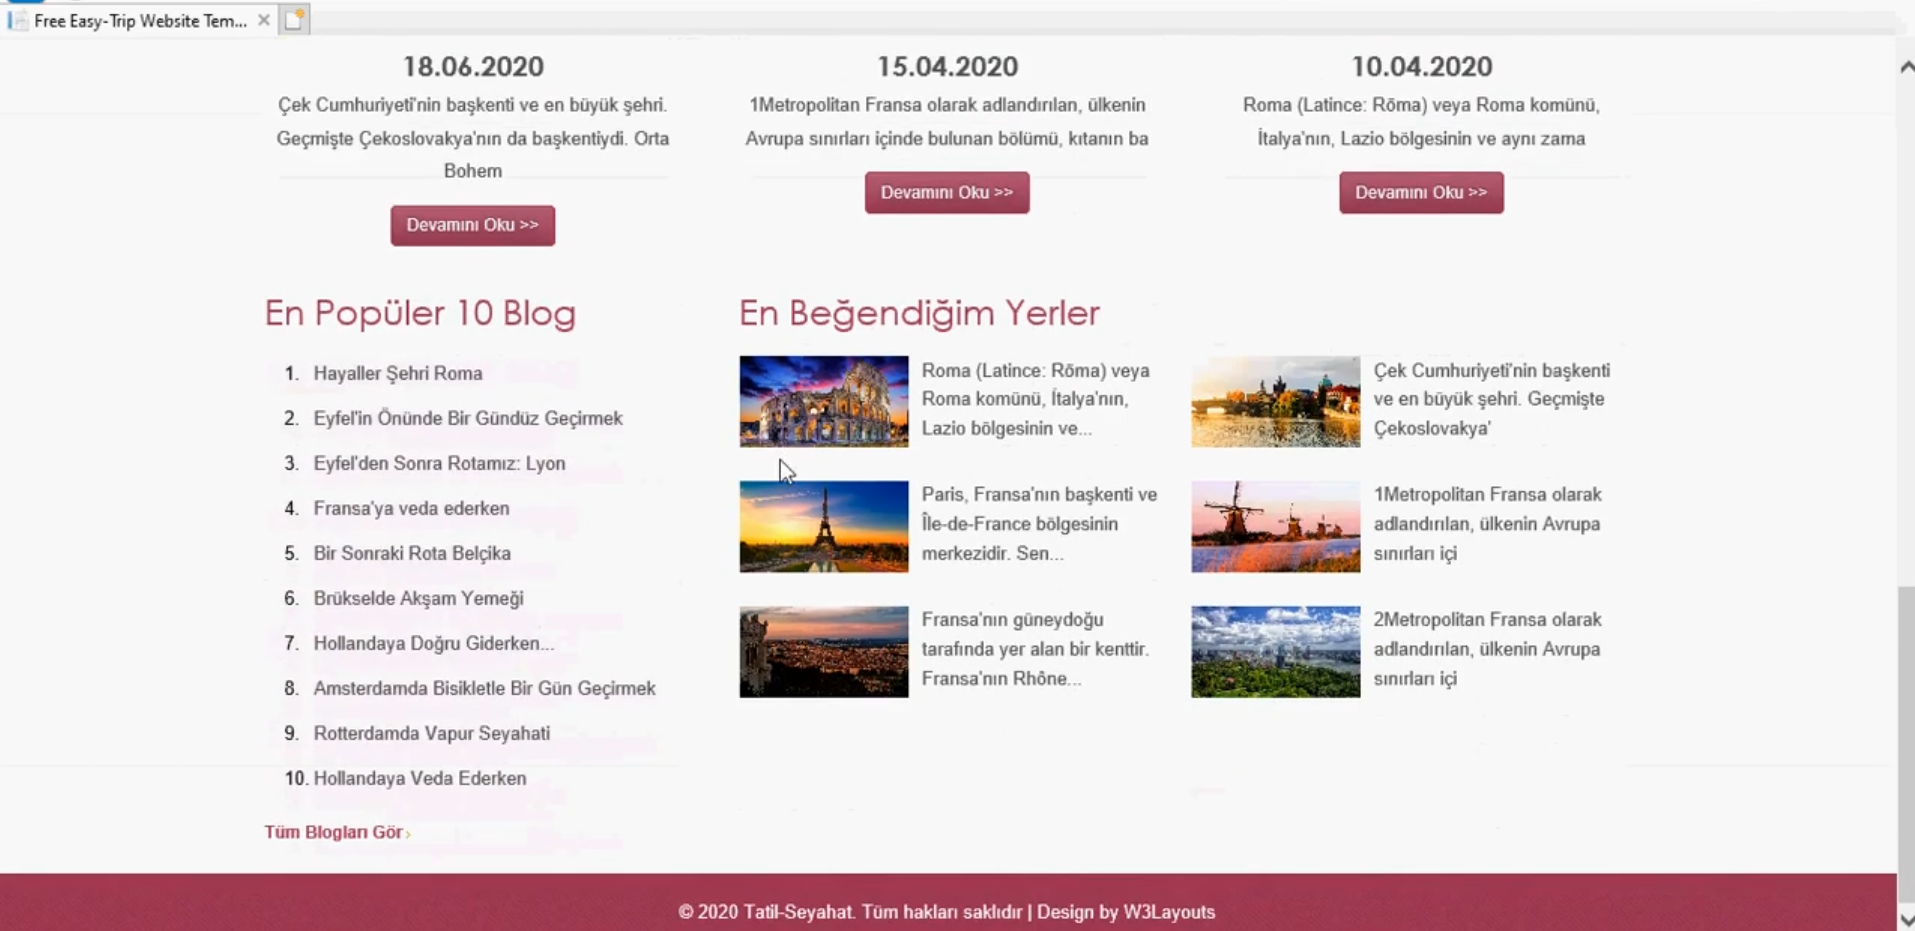 Free Easy-Trip Website Tem...
18.06.2020
Çek Cumhuriyeti'nin başkenti ve en büyük şehri.
Geçmişte Çekoslovakya'nın da başkentiydi. Orta
Bohem
Devamını Oku >>
15.04.2020
1Metropolitan Fransa olarak adlandırılan, ülkenin
Avrupa sınırları içinde bulunan bölümü, kıtanın ba
Devamını Oku >>
10.04.2020
Roma (Latince: Rōma) veya Roma komünü,
İtalya'nın, Lazio bölgesinin ve aynı zama
Devamını Oku >>
En Popüler 10 Blog
1. Hayaller Şehri Roma
2. Eyfel'in Önünde Bir Gündüz Geçirmek
3. Eyfel'den Sonra Rotamız: Lyon
4. Fransa'ya veda ederken
5. Bir Sonraki Rota Belçika
6. Brükselde Akşam Yemeği
7. Hollandaya Doğru Giderken...
8. Amsterdamda Bisikletle Bir Gün Geçirmek
9. Rotterdamda Vapur Seyahati
10. Hollandaya Veda Ederken
Tüm Blogları Gör ›
En Beğendiğim Yerler
Roma (Latince: Rōma) veya
Roma komünü, İtalya'nın,
Lazio bölgesinin ve...
Çek Cumhuriyeti'nin başkenti
ve en büyük şehri. Geçmişte
Çekoslovakya'
Paris, Fransa'nın başkenti ve
Île-de-France bölgesinin
merkezidir. Sen...
1Metropolitan Fransa olarak
adlandırılan, ülkenin Avrupa
sınırları içi
Fransa'nın güneydoğu
tarafında yer alan bir kenttir.
Fransa'nın Rhône...
2Metropolitan Fransa olarak
adlandırılan, ülkenin Avrupa
sınırları içi
© 2020 Tatil-Seyahat. Tüm hakları saklıdır | Design by W3Layouts